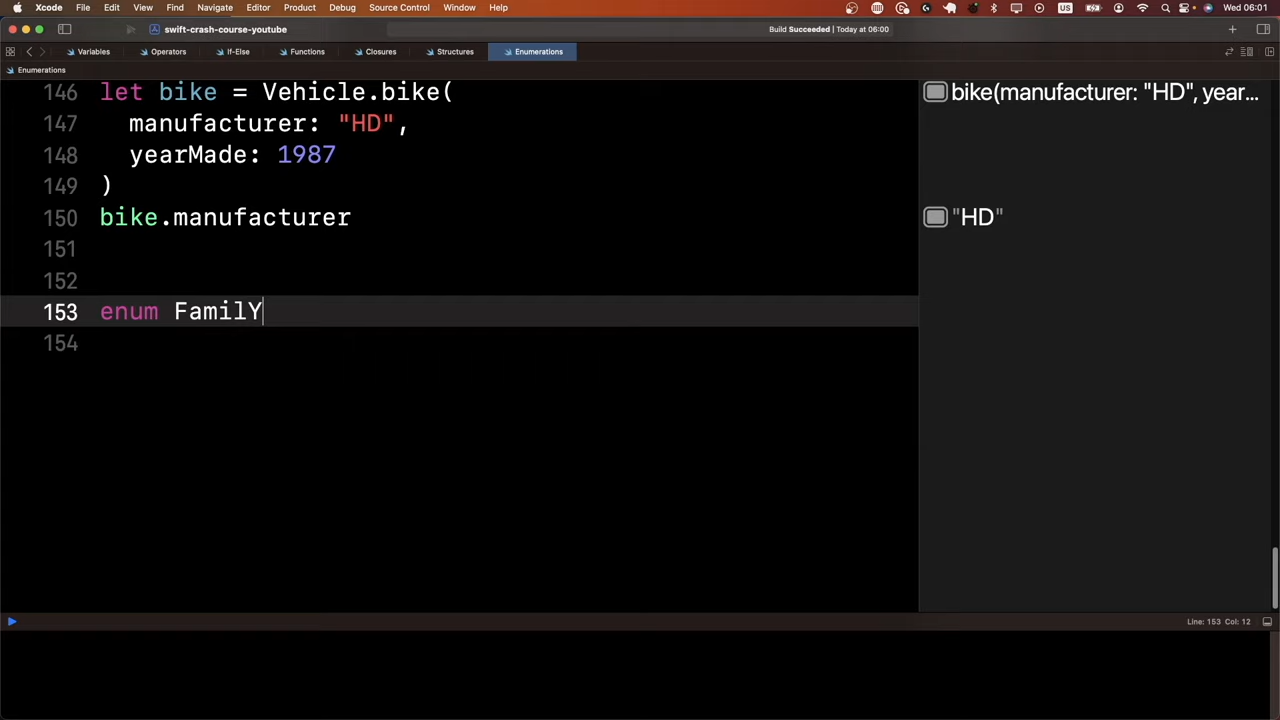 Xcode File Edit View Find Navigate Editor Product Debug Source Control Window Help US Wed 06:01
swift-crash-course-youtube Build Succeeded | Today at 06:00
Variables Operators If-Else Functions Closures Structures Enumerations
Enumerations
146 let bike = Vehicle.bike( bike(manufacturer: "HD", year...
147 manufacturer: "HD",
148 yearMade: 1987
149 )
150 bike.manufacturer "HD"
151
152
153 enum FamilY
154
Line: 153 Col: 12